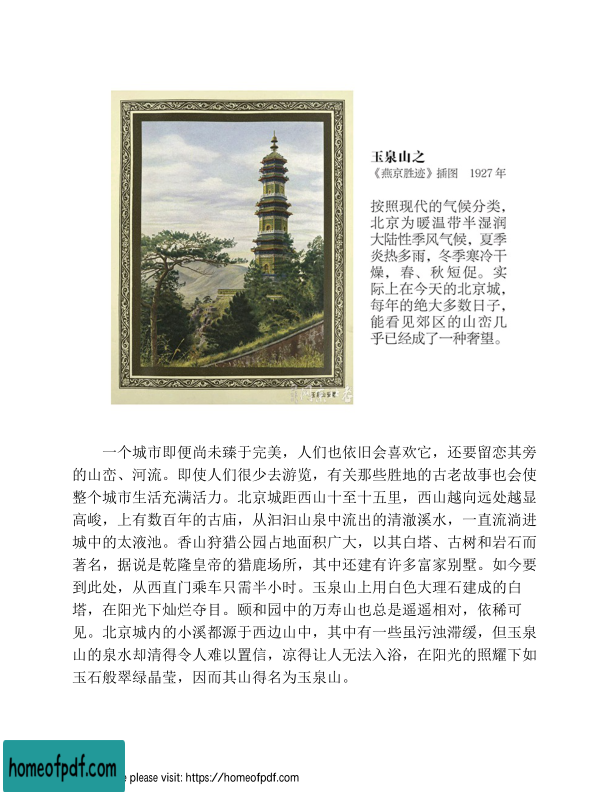 玉泉山之
《燕京胜迹》插图 1927 年
按照现代的气候分类，
北京为暖温带半湿润
大陆性季风气候，夏季
炎热多雨，冬季寒冷干
燥，春、秋短促。实
际上在今天的北京城，
每年的绝大多数日子，
能看见郊区的山峦几
乎已经成了一种奢望。
一个城市即便尚未臻于完美，人们也依旧会喜欢它，还要留恋其旁
的山峦、河流。即使人们很少去游览，有关那些胜地的古老故事也会使
整个城市生活充满活力。北京城距西山十至十五里，西山越向远处越显
高峻，上有数百年的古庙，从汩汩山泉中流出的清澈溪水，一直流淌进
城中的太液池。香山狩猎公园占地面积广大，以其白塔、古树和岩石而
著名，据说是乾隆皇帝的猎鹿场所，其中还建有许多富家别墅。如今要
到此处，从西直门乘车只需半小时。玉泉山上用白色大理石建成的白
塔，在阳光下灿烂夺目。颐和园中的万寿山也总是遥遥相对，依稀可
见。北京城内的小溪都源于西边山中，其中有一些虽污浊滞缓，但玉泉
山的泉水却清得令人难以置信，凉得让人无法入浴，在阳光的照耀下如
玉石般翠绿晶莹，因而其山得名为玉泉山。
homeofpdf.com
e please visit: https://homeofpdf.com